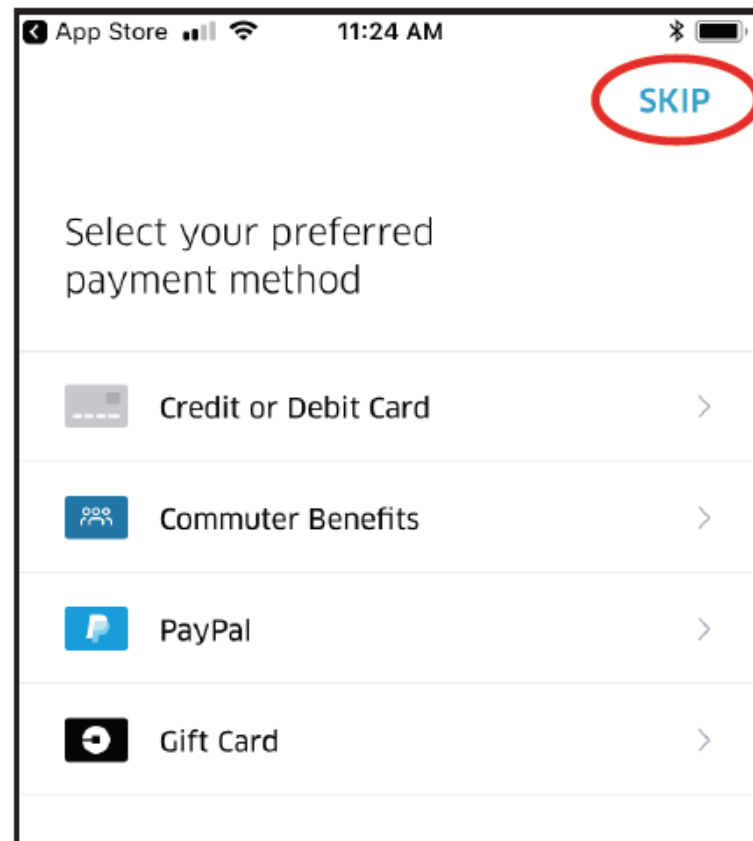 App Store 11:24 AM
SKIP
Select your preferred
payment method
Credit or Debit Card
Commuter Benefits
PayPal
Gift Card